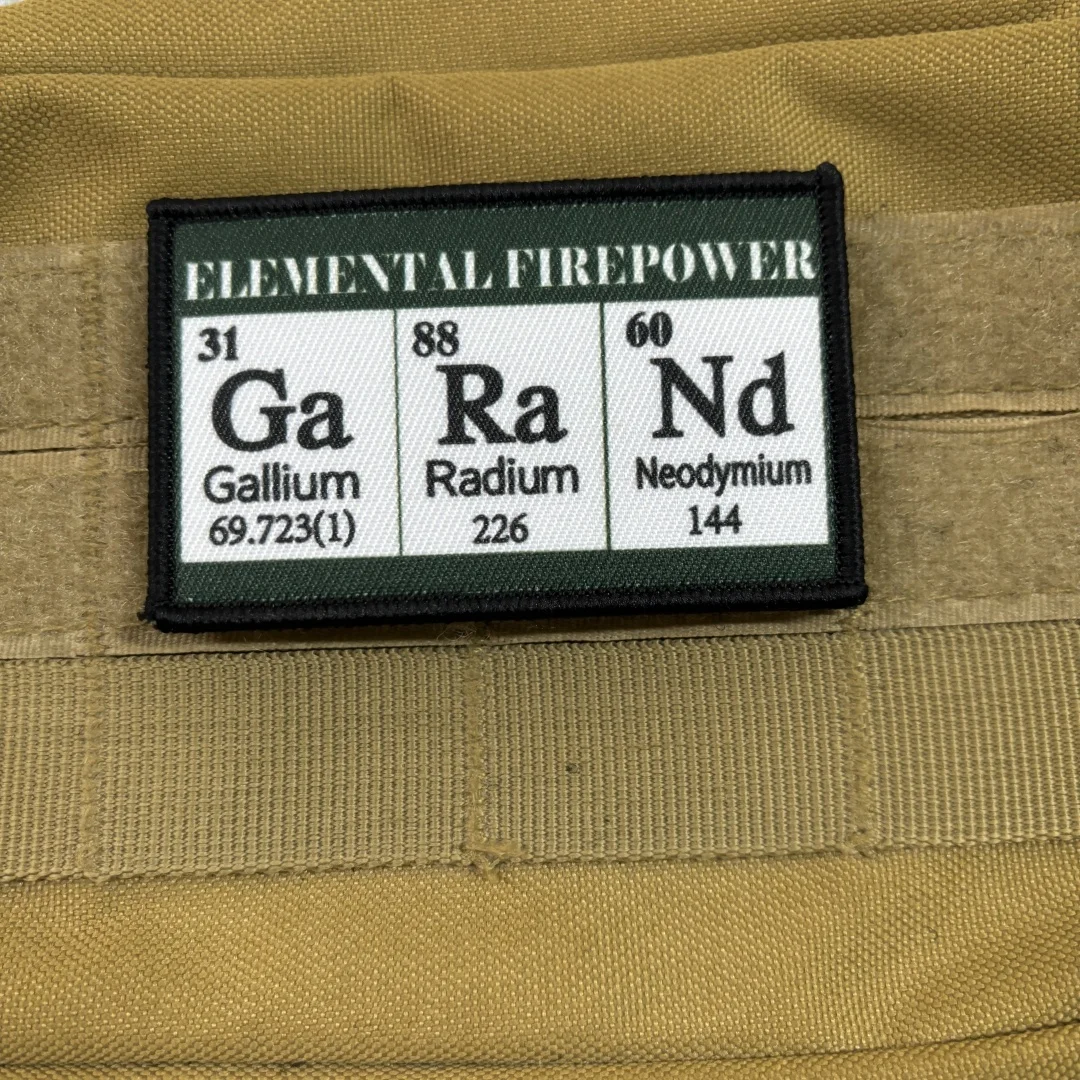 ELEMENTAL FIREPOWER
31 88 60
Ga Ra Nd
Gallium Radium Neodymium
69.723(1) 226 144